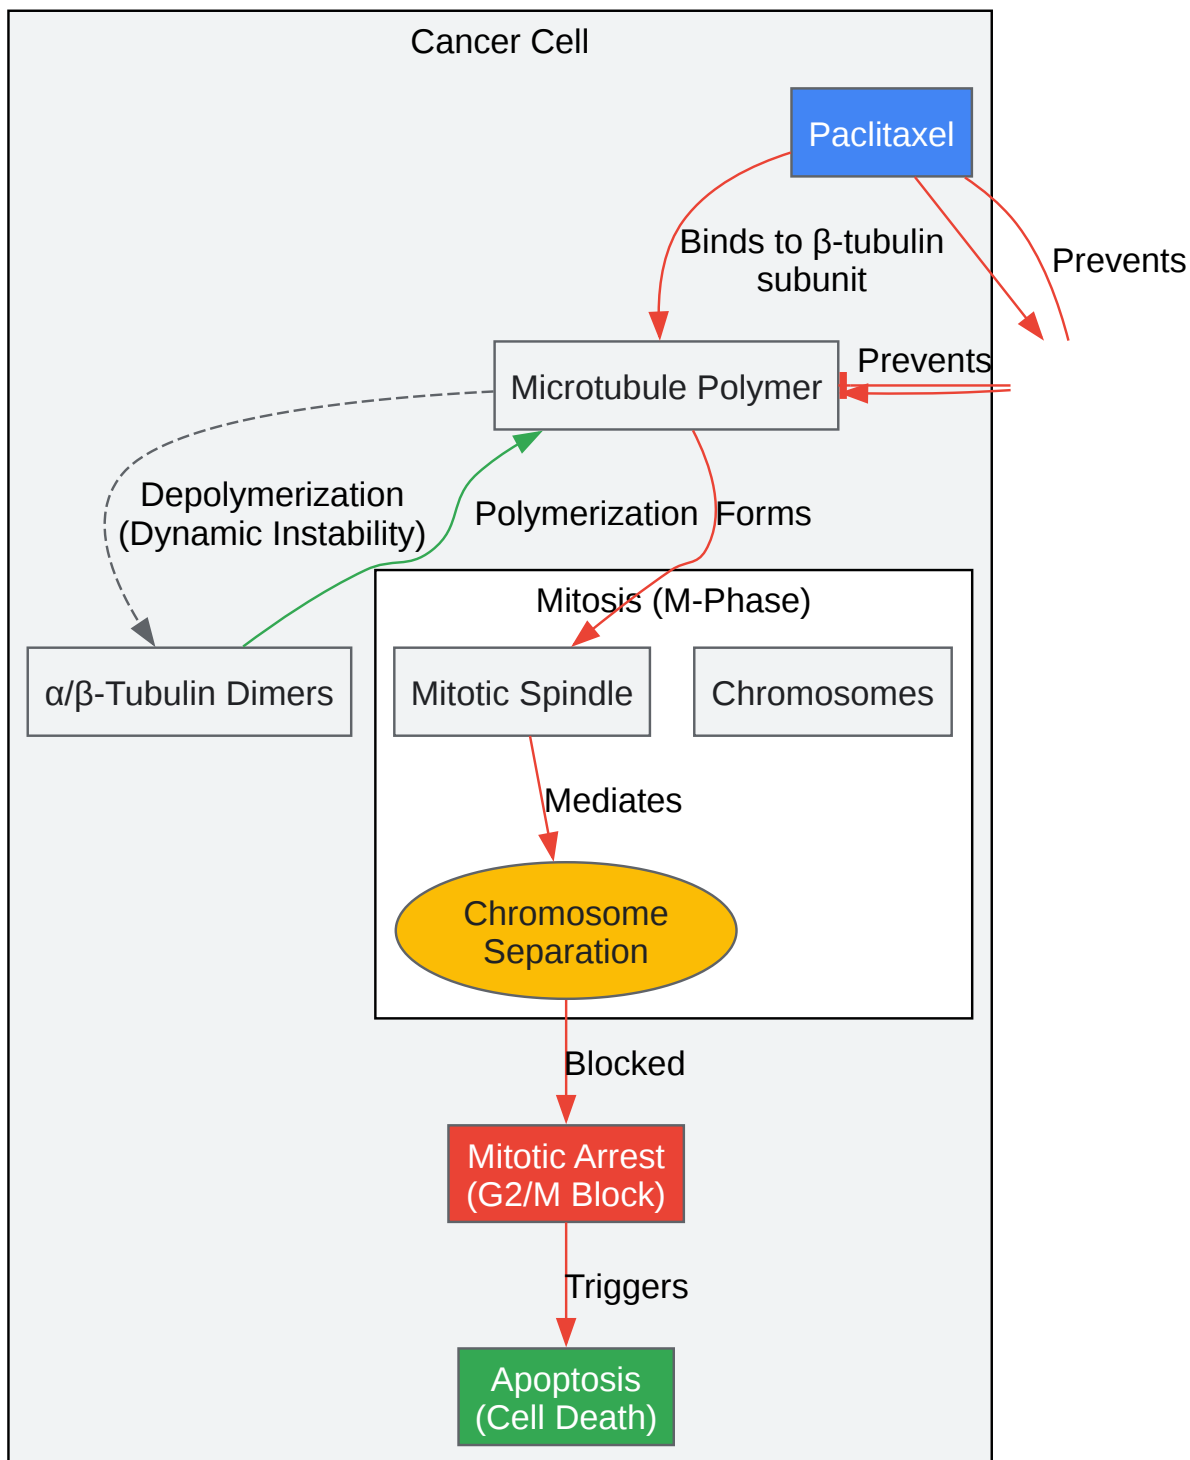 Cancer Cell
Paclitaxel
Binds to β-tubulin
subunit
Prevents
Prevents
Microtubule Polymer
Depolymerization
(Dynamic Instability)
Polymerization
Forms
Mitosis (M-Phase)
α/β-Tubulin Dimers
Mitotic Spindle
Chromosomes
Mediates
Chromosome
Separation
Blocked
Mitotic Arrest
(G2/M Block)
Triggers
Apoptosis
(Cell Death)